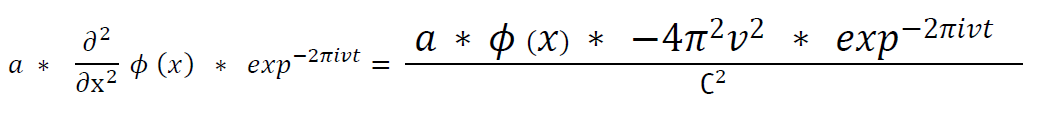 a * ∂²/∂x² ϕ (x) * exp^{-2πivt} = (a * ϕ (x) * −4π²v² * exp^{-2πivt}) / C²